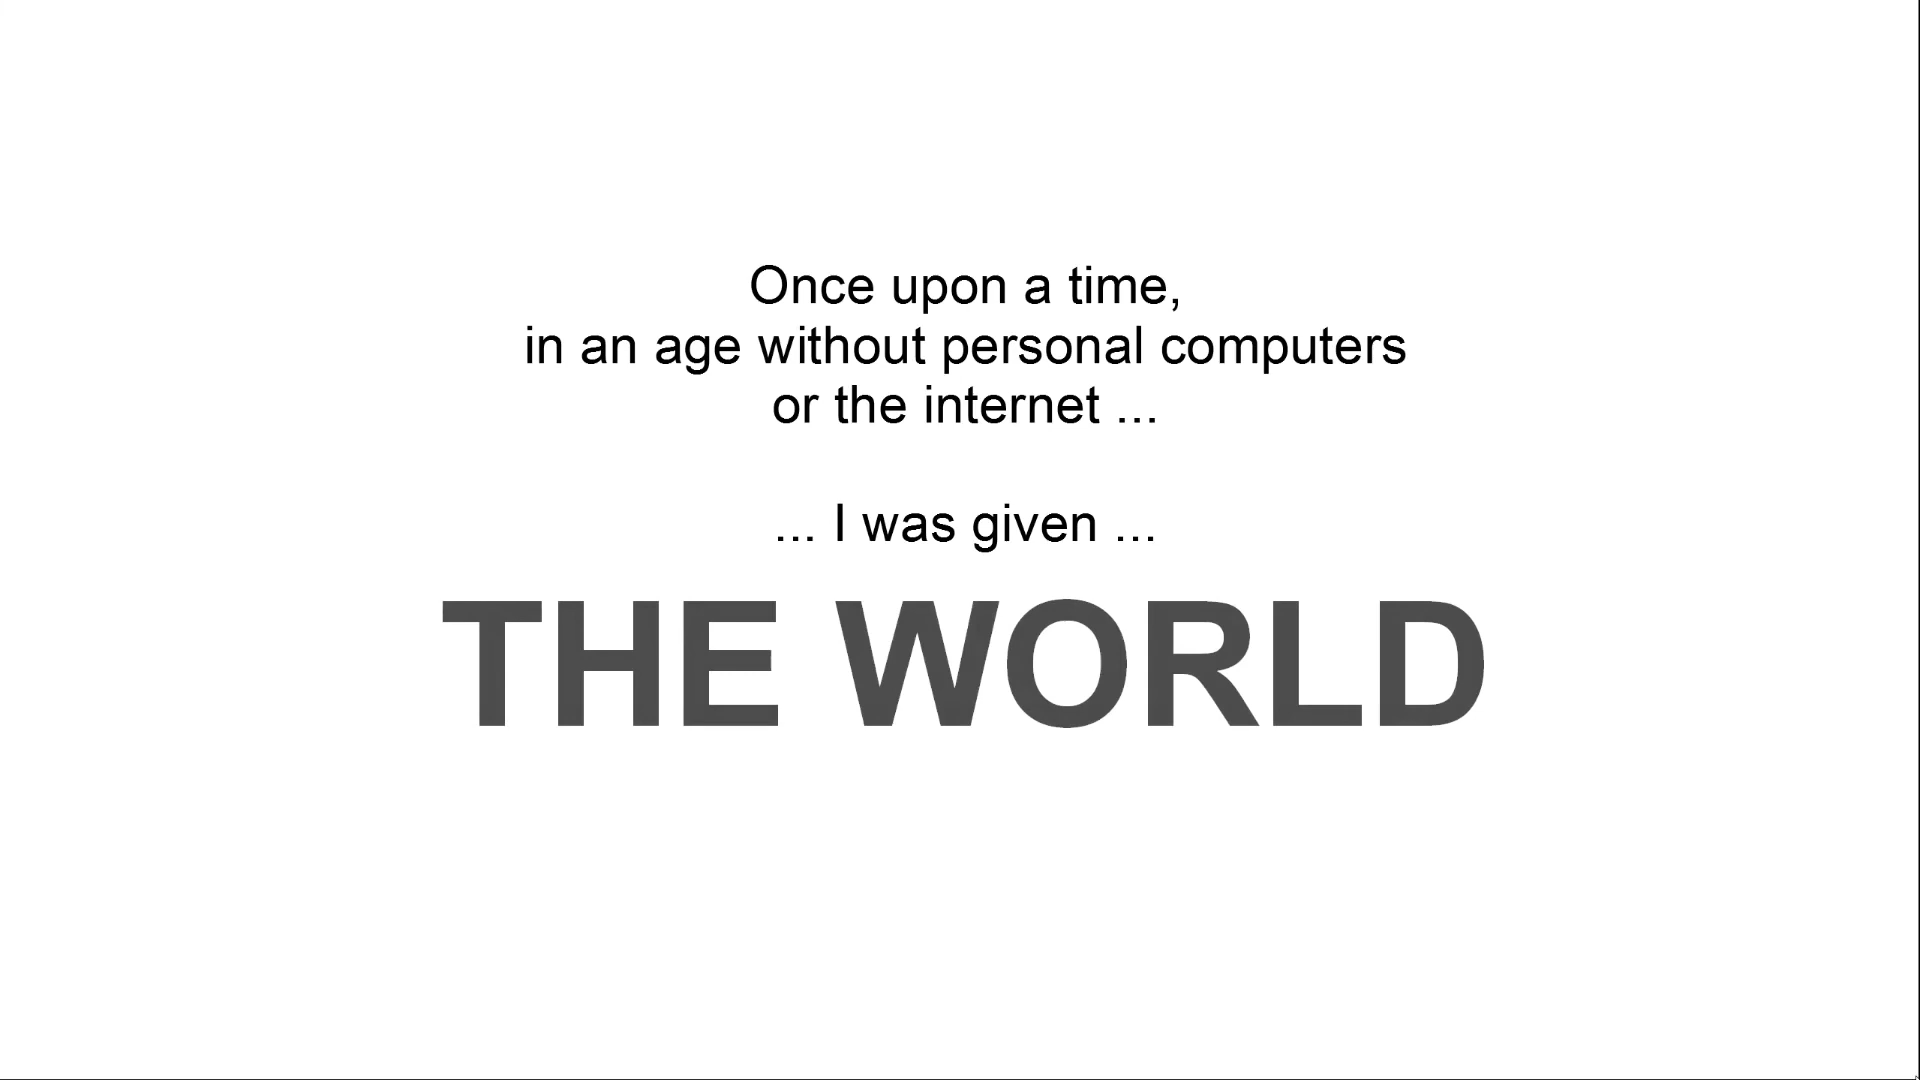 Once upon a time,
in an age without personal computers
or the internet ...
... I was given ...
THE WORLD